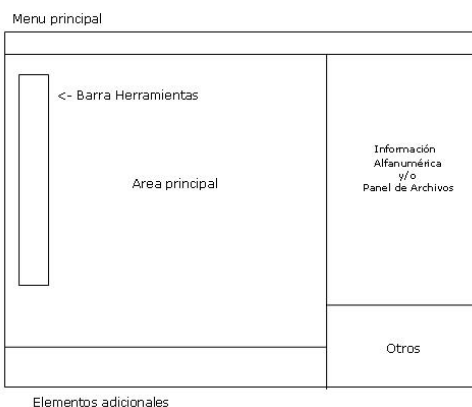 Menu principal
<- Barra Herramientas
Area principal
Información
Alfanumérica
y/o
Panel de Archivos
Otros
Elementos adicionales